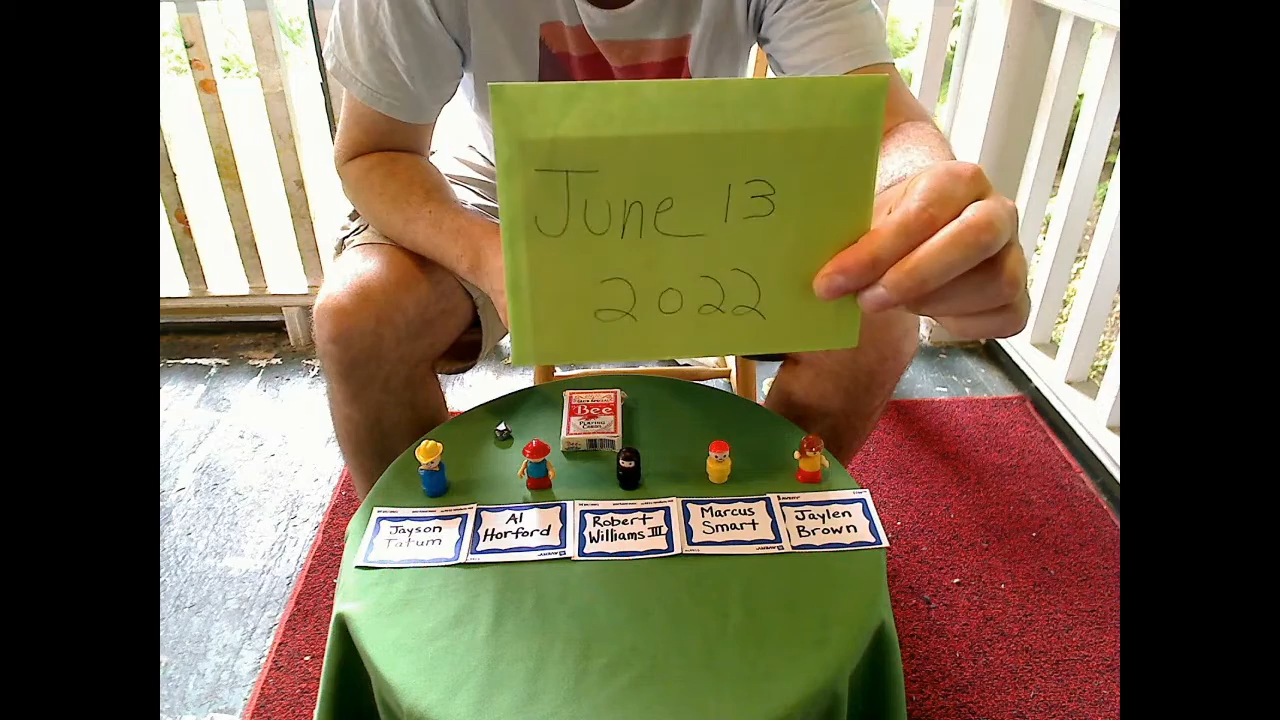 June 13
2022
Bee
PLAYING
CARDS
Jayson
Tatum
Al
Horford
Robert
Williams III
Marcus
Smart
Jaylen
Brown